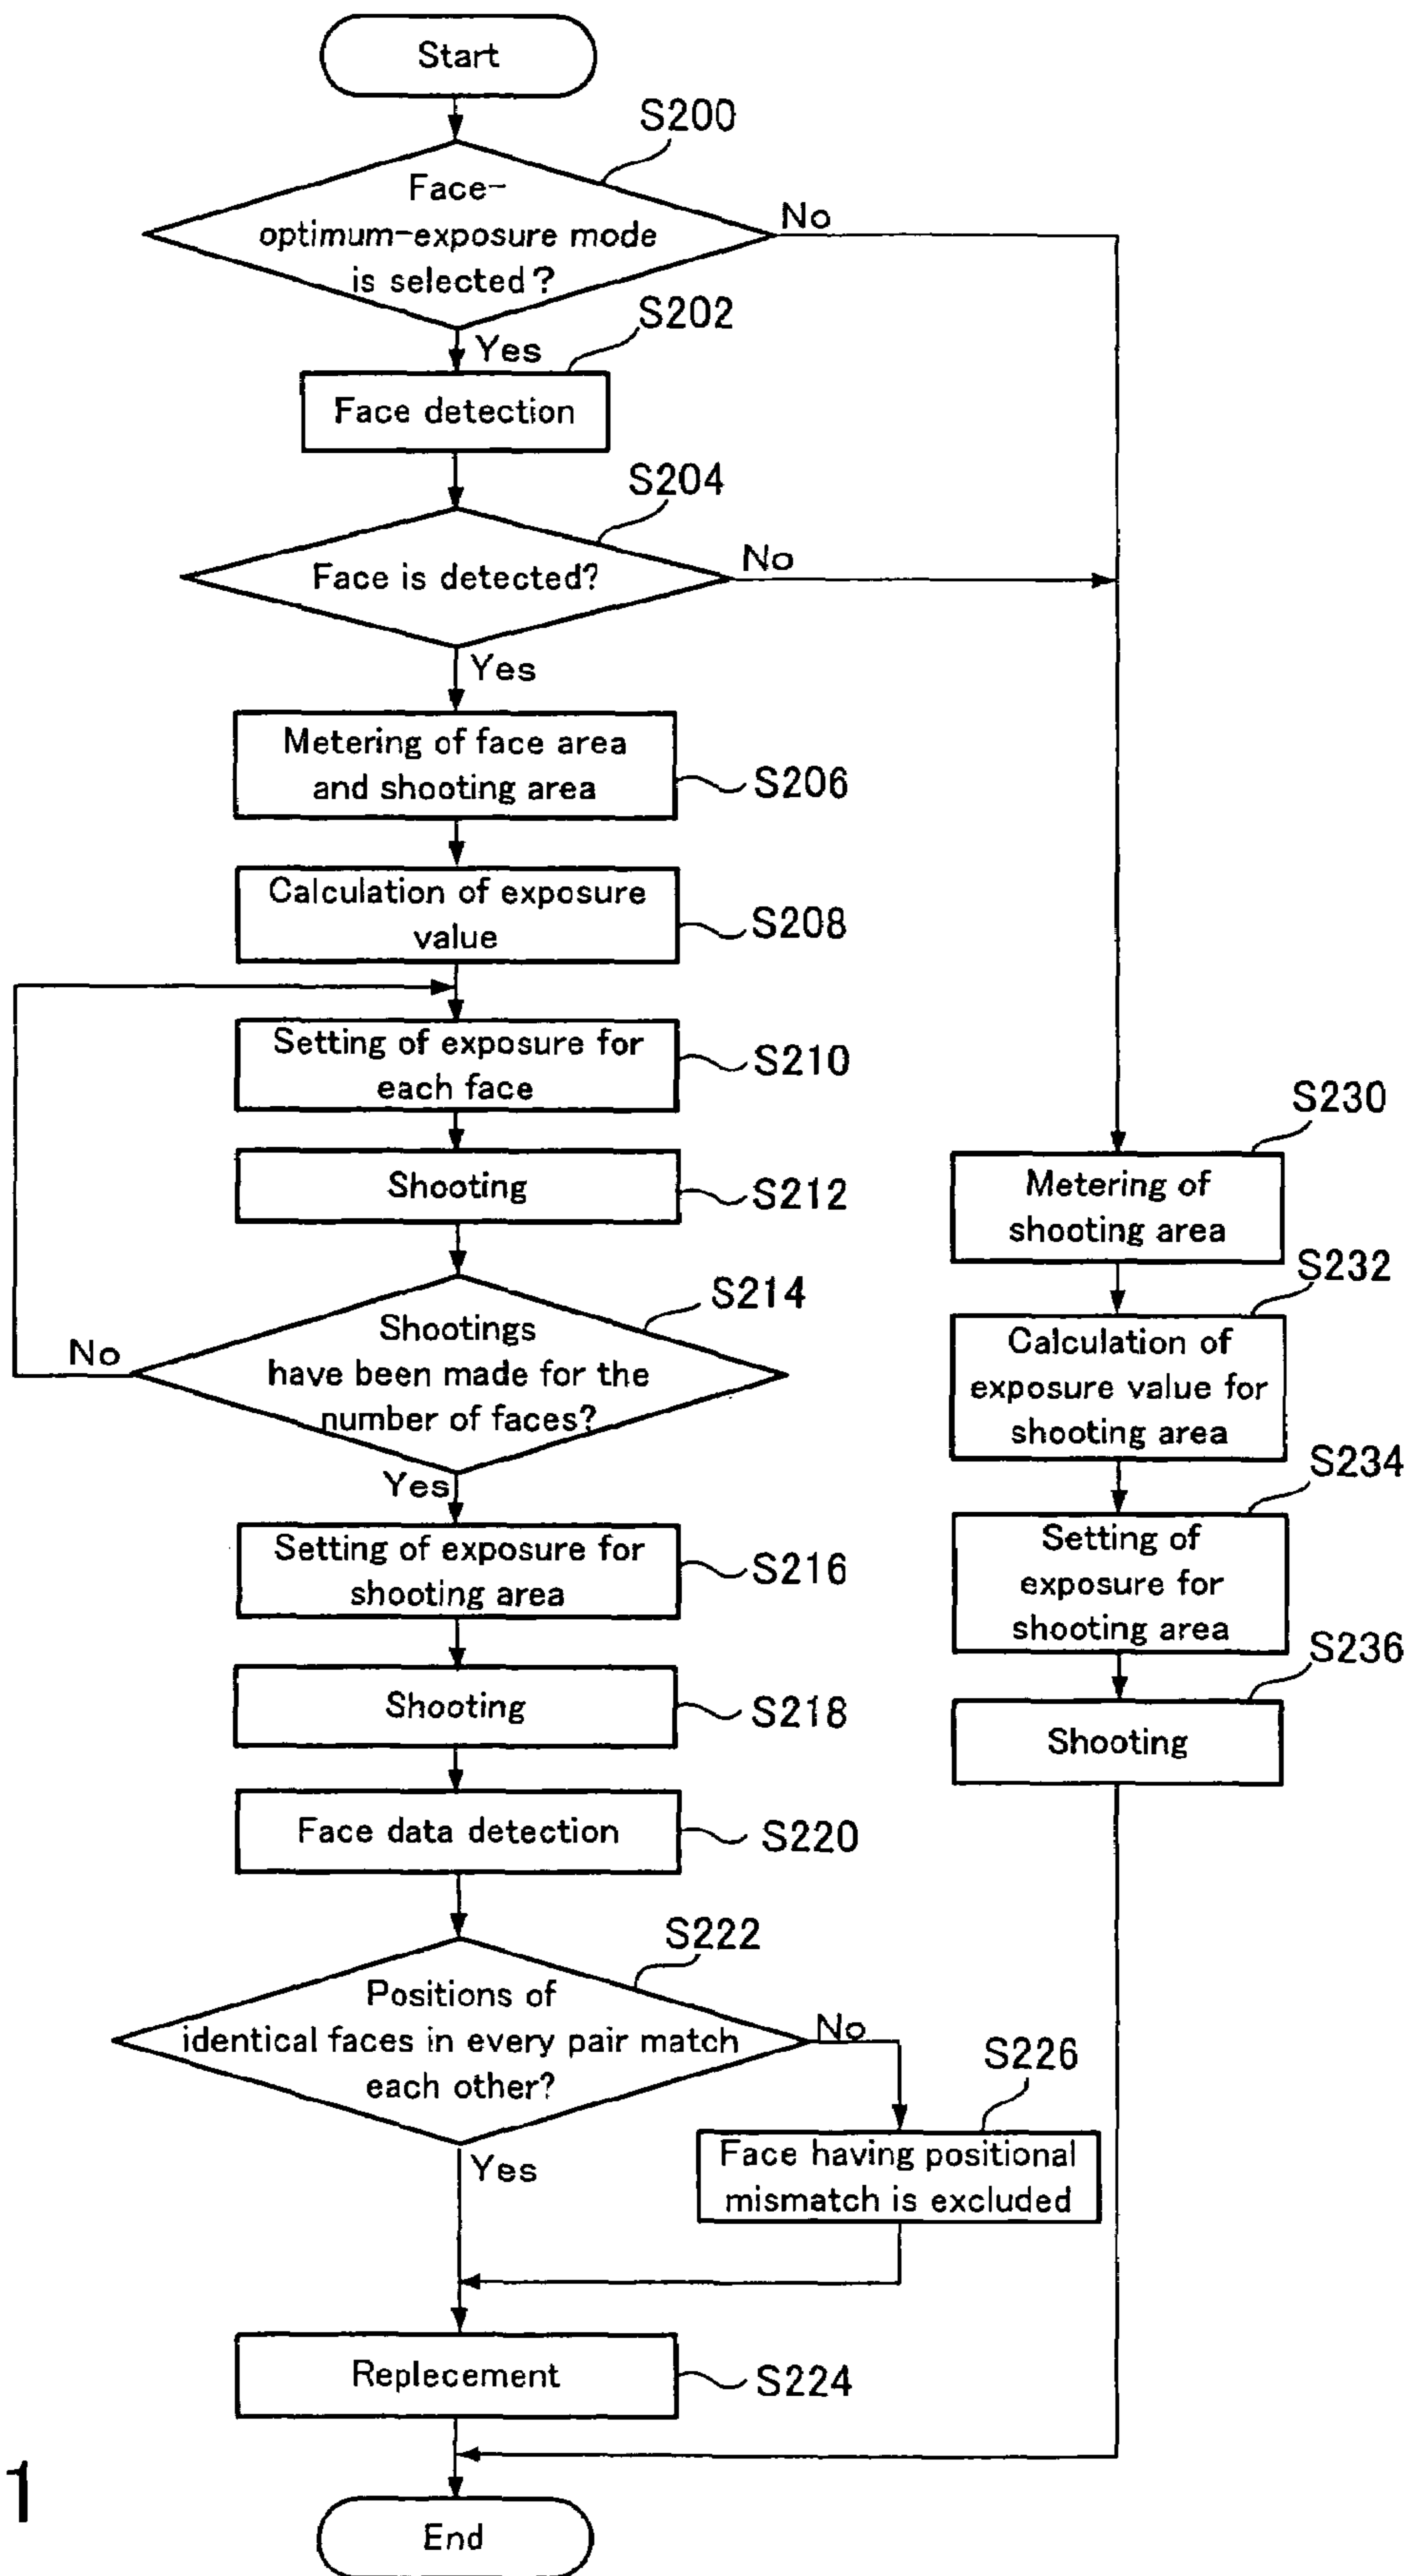 Start
S200
Face-
optimum-exposure mode
is selected?
No
Yes
S202
Face detection
S204
Face is detected?
No
Yes
Metering of face area
and shooting area
S206
Calculation of exposure
value
S208
Setting of exposure for
each face
S210
Shooting
S212
S214
Shootings
have been made for the
number of faces?
No
Yes
Setting of exposure for
shooting area
S216
Shooting
S218
Face data detection
S220
S222
Positions of
identical faces in every pair match
each other?
No
Yes
S226
Face having positional
mismatch is excluded
Replecement
S224
S230
Metering of
shooting area
S232
Calculation of
exposure value for
shooting area
S234
Setting of
exposure for
shooting area
S236
Shooting
End
1